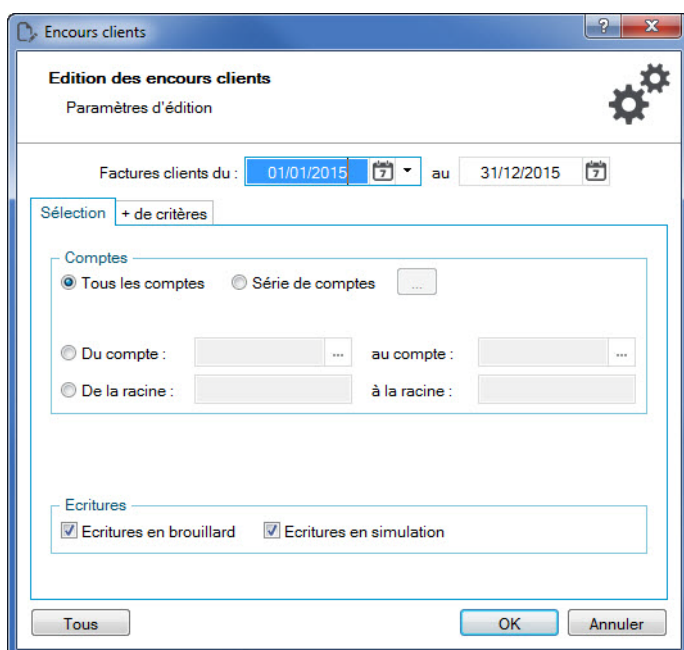 Encours clients
Edition des encours clients
Paramètres d'édition
Factures clients du : 01/01/2015 7 au 31/12/2015 7
Sélection + de critères
Comptes
Tous les comptes Série de comptes ...
Du compte : ... au compte : ...
De la racine : à la racine :
Ecritures
Ecritures en brouillard Ecritures en simulation
Tous OK Annuler